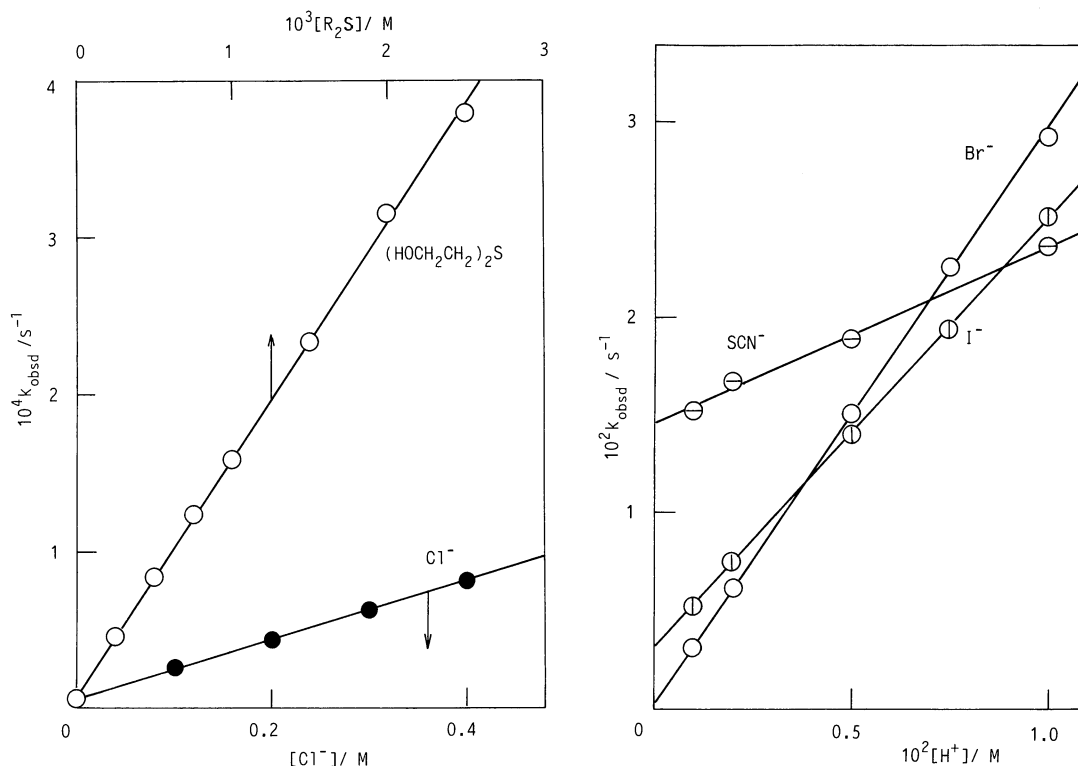 10³[R₂S]/ M
0 1 2 3
4
3
2
1
0
10⁴k_obsd /s⁻¹
(HOCH₂CH₂)₂S
Cl⁻
0.2 0.4
[Cl⁻]/ M
3
2
1
0
10²k_obsd / s⁻¹
Br⁻
SCN⁻
I⁻
0.5 1.0
10²[H⁺]/ M